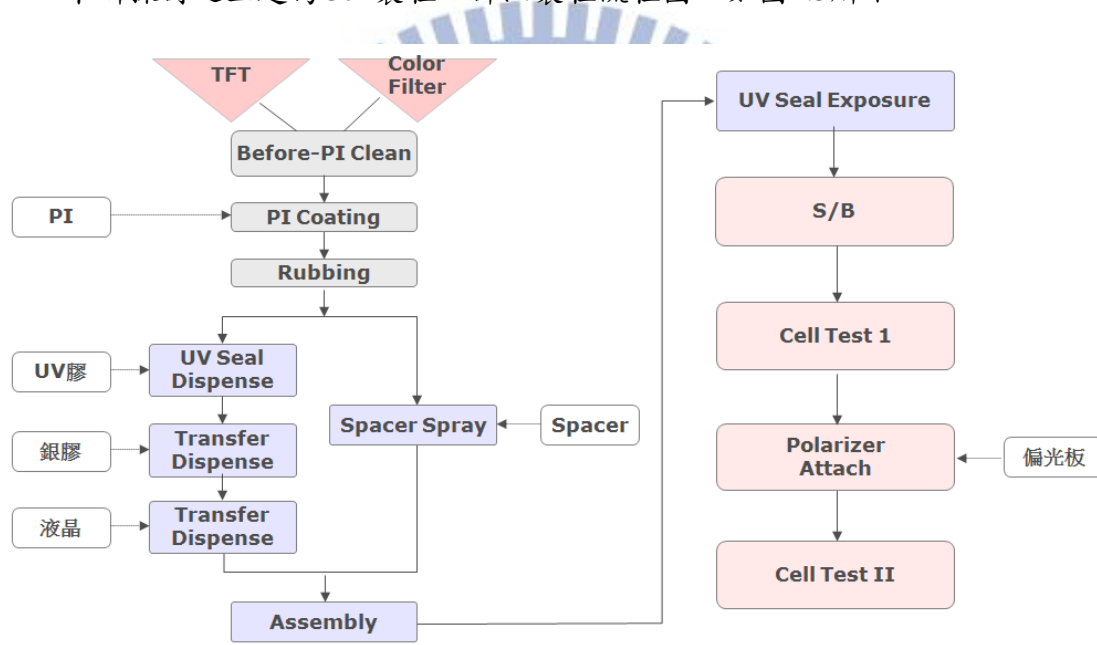 TFT
Color
Filter
Before-PI Clean
PI
PI Coating
Rubbing
UV膠
UV Seal
Dispense
Spacer Spray
Spacer
銀膠
Transfer
Dispense
液晶
Transfer
Dispense
Assembly
UV Seal Exposure
S/B
Cell Test 1
Polarizer
Attach
偏光板
Cell Test II